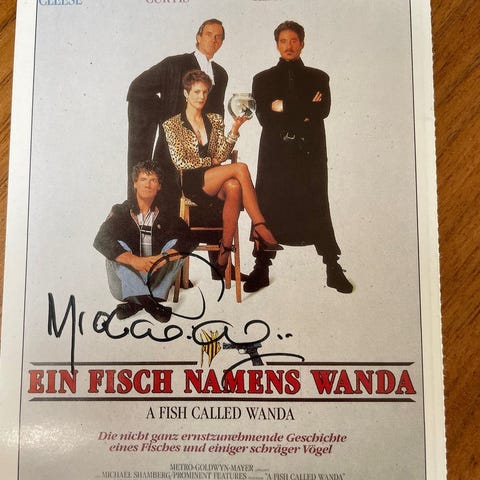 CLEESE CURTIS
EIN FISCH NAMENS WANDA
A FISH CALLED WANDA
Die nicht ganz ernstzunehmende Geschichte
eines Fisches und einiger schräger Vögel
METRO-GOLDWYN-MAYER
MICHAEL SHAMBERG/PROMINENT FEATURES "A FISH CALLED WANDA"